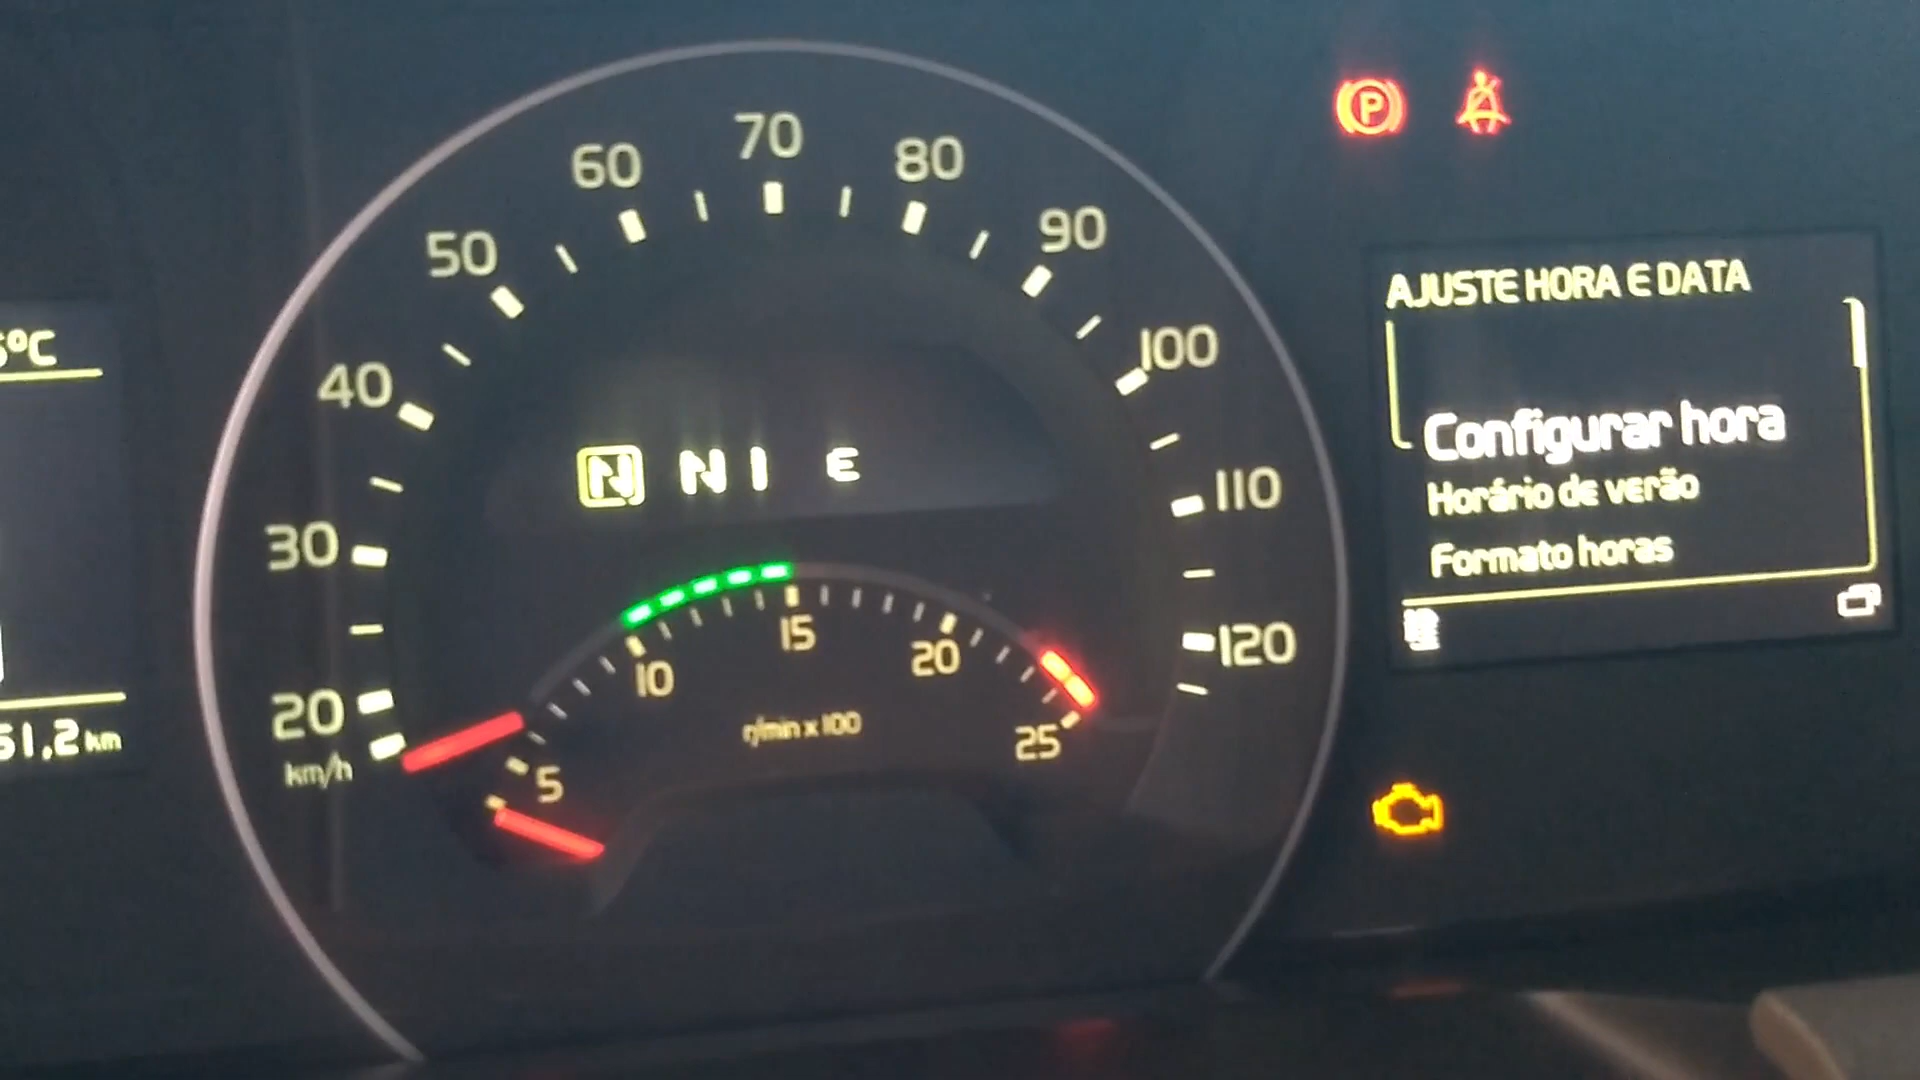 °C
51,2 km
20
30
40
50
60
70
80
90
100
110
120
km/h
N N 1 E
5
10
15
20
25
r/min x 100
P
AJUSTE HORA E DATA
Configurar hora
Horário de verão
Formato horas